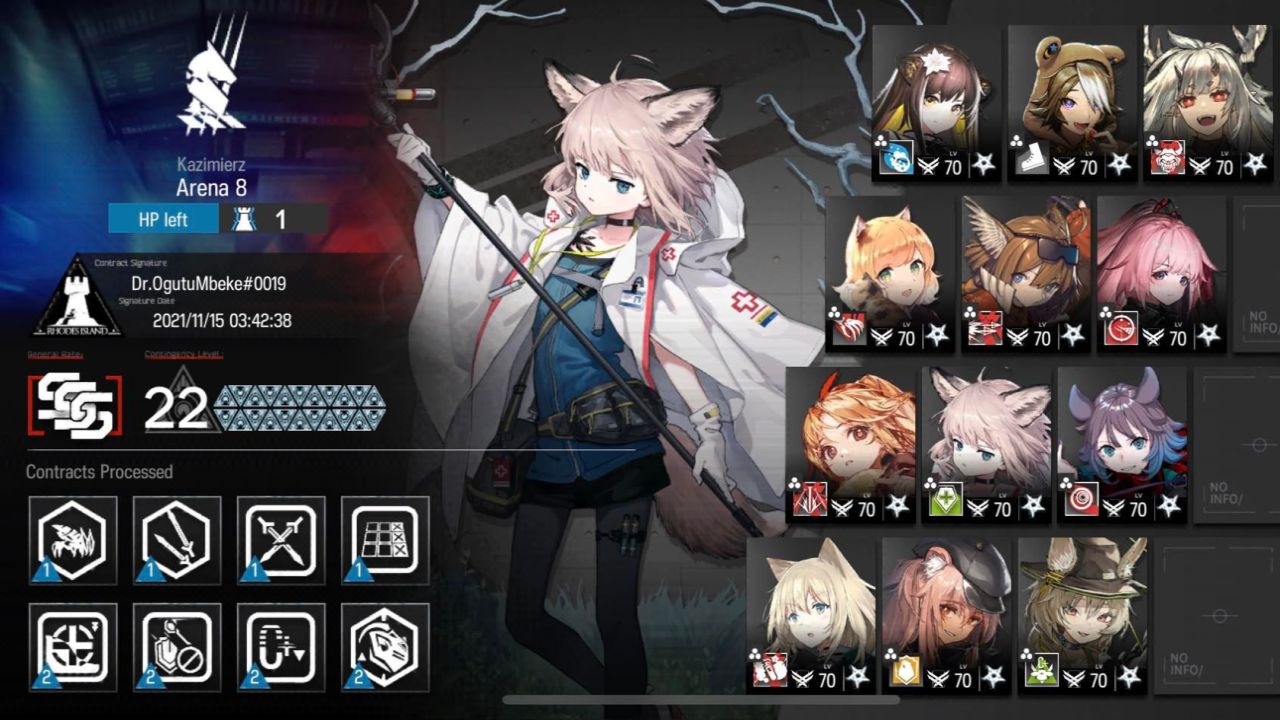 Kazimierz
Arena 8
HP left 1
Contract Signature
Dr.OgutuMbeke#0019
Signature Date
2021/11/15 03:42:38
RHODES ISLAND
General Rate:
Contingency Level:
SSS
22
Contracts Processed
1
1
1
1
2
2
2
2
LV
70
LV
70
LV
70
LV
70
LV
70
LV
70
NO
INFO/
LV
70
LV
70
LV
70
NO
INFO/
LV
70
LV
70
LV
70
NO
INFO/